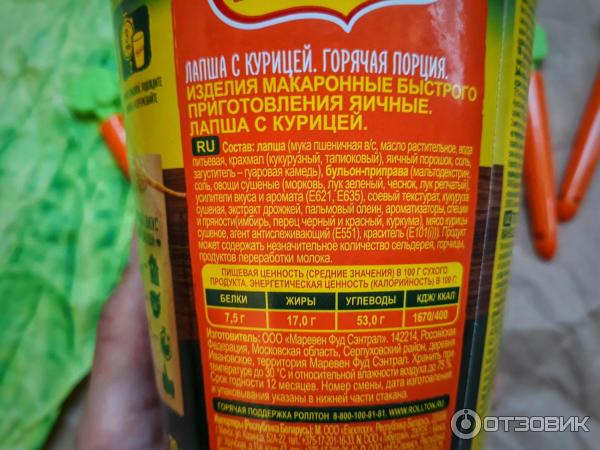 ЛАПША С КУРИЦЕЙ. ГОРЯЧАЯ ПОРЦИЯ.
ИЗДЕЛИЯ МАКАРОННЫЕ БЫСТРОГО
ПРИГОТОВЛЕНИЯ ЯИЧНЫЕ.
ЛАПША С КУРИЦЕЙ.
RU Состав: лапша (мука пшеничная в/с, масло растительное, вода
питьевая, крахмал (кукурузный, тапиоковый), яичный порошок, соль,
загуститель – гуаровая камедь), бульон-приправа (мальтодекстрин,
соль, овощи сушеные (морковь, лук зеленый, чеснок, лук репчатый),
усилители вкуса и аромата (Е621, Е635), соевый текстурат, кукуруза
сушеная, экстракт дрожжей, пальмовый олеин, ароматизаторы, специи
и пряности(имбирь, перец черный и красный, куркума), мясо курицы
сушеное, агент антислеживающий (Е551), краситель (Е101(i))). Продукт
может содержать незначительное количество сельдерея, горчицы,
продуктов переработки молока.
ПИЩЕВАЯ ЦЕННОСТЬ (СРЕДНИЕ ЗНАЧЕНИЯ) В 100 Г СУХОГО
ПРОДУКТА, ЭНЕРГЕТИЧЕСКАЯ ЦЕННОСТЬ (КАЛОРИЙНОСТЬ) В 100 Г:
БЕЛКИ ЖИРЫ УГЛЕВОДЫ КДЖ/ ККАЛ
7,5 г 17,0 г 53,0 г 1670/400
Изготовитель: ООО «Маревен Фуд Сэнтрал». 142214, Российская
Федерация, Московская область, Серпуховский район, деревня
Ивановское, территория Маревен Фуд Сэнтрал. Хранить при
температуре до 30 °С и относительной влажности воздуха до 75 %.
Срок годности 12 месяцев. Номер смены, дата изготовления
и упаковывания указаны в нижней части стакана.
ГОРЯЧАЯ ПОДДЕРЖКА РОЛЛТОН 8-800-100-81-81. WWW.ROLLTON.RU
ОТЗОВИК